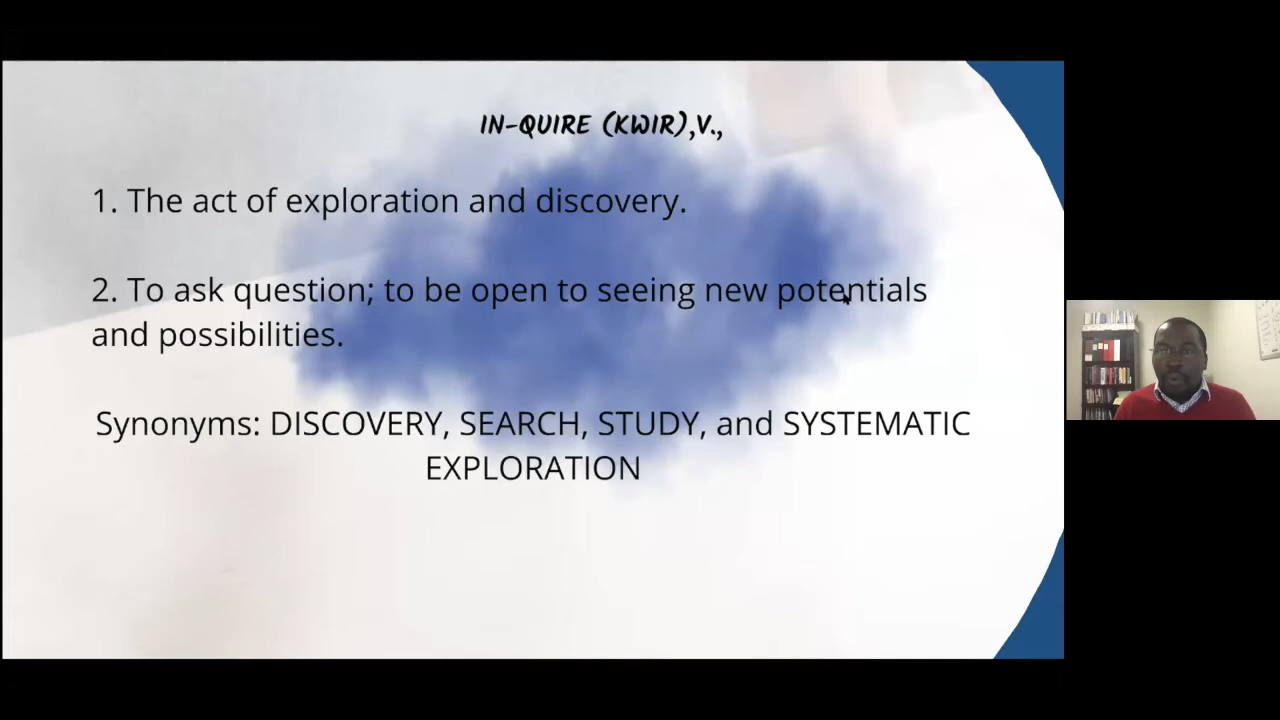 IN-QUIRE (KWIR),V.,
1. The act of exploration and discovery.
2. To ask question; to be open to seeing new potentials
and possibilities.
Synonyms: DISCOVERY, SEARCH, STUDY, and SYSTEMATIC
EXPLORATION